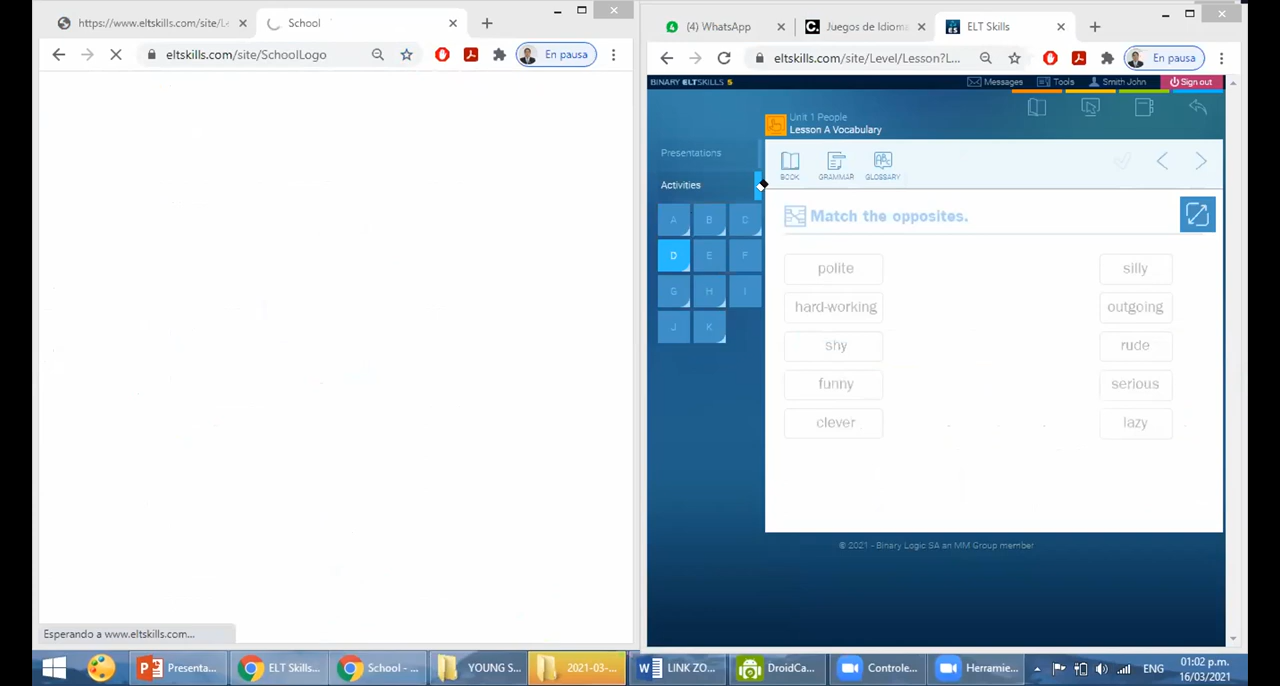 https://www.eltskills.com/site/Le
School
eltskills.com/site/SchoolLogo
En pausa
Esperando a www.eltskills.com...
(4) WhatsApp
Juegos de Idioma
ELT Skills
eltskills.com/site/Level/Lesson?L...
En pausa
BINARY ELTSKILLS 5
Messages
Tools
Smith John
Sign out
Unit 1 People
Lesson A Vocabulary
Presentations
Activities
BOOK
GRAMMAR
GLOSSARY
A B C
D E F
G H I
J K
Match the opposites.
polite silly
hard-working outgoing
shy rude
funny serious
clever lazy
© 2021 - Binary Logic SA an MM Group member
Presenta...
ELT Skills...
School - ...
YOUNG S...
2021-03-...
LINK ZO...
DroidCa...
Controle...
Herramie...
ENG
01:02 p.m.
16/03/2021